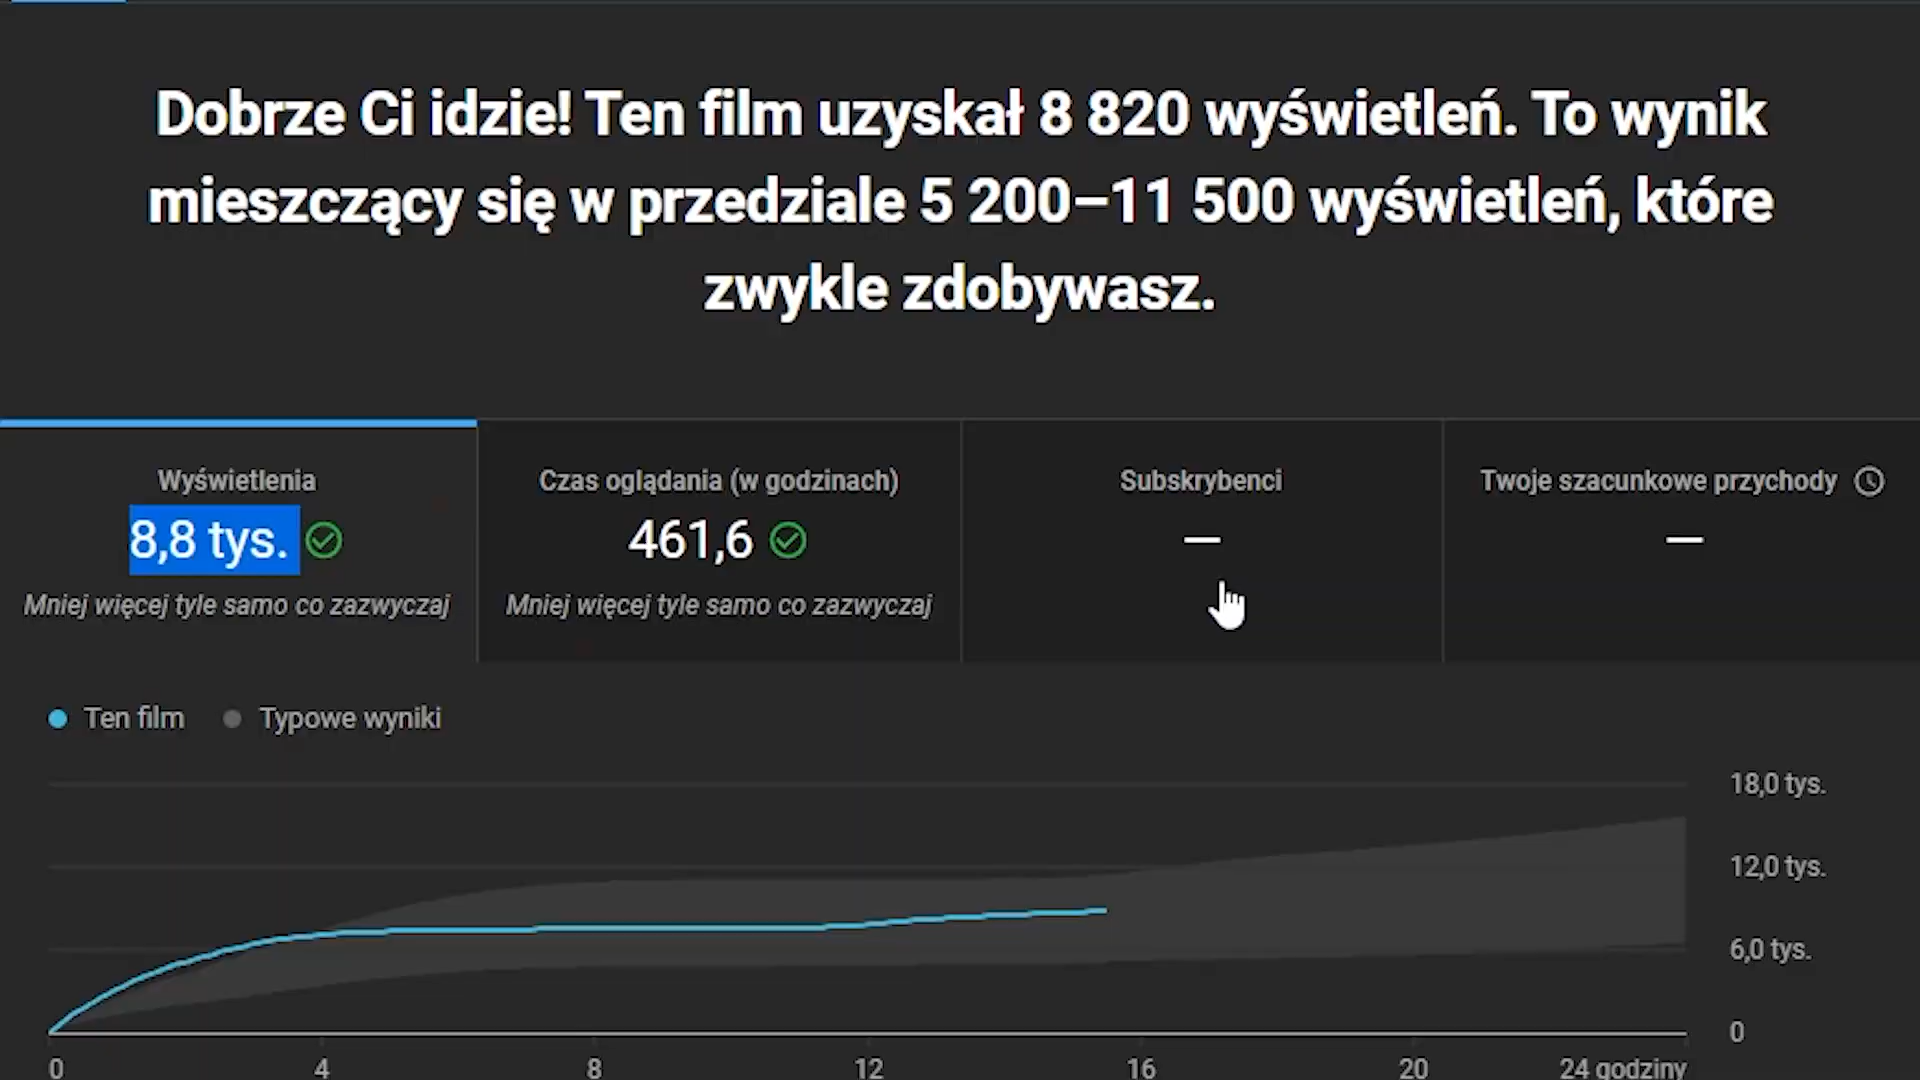 Dobrze Ci idzie! Ten film uzyskał 8 820 wyświetleń. To wynik
mieszczący się w przedziale 5 200–11 500 wyświetleń, które
zwykle zdobywasz.
Wyświetlenia
8,8 tys.
Mniej więcej tyle samo co zazwyczaj
Czas oglądania (w godzinach)
461,6
Mniej więcej tyle samo co zazwyczaj
Subskrybenci
—
Twoje szacunkowe przychody
—
Ten film
Typowe wyniki
18,0 tys.
12,0 tys.
6,0 tys.
0
0 4 8 12 16 20 24 godziny